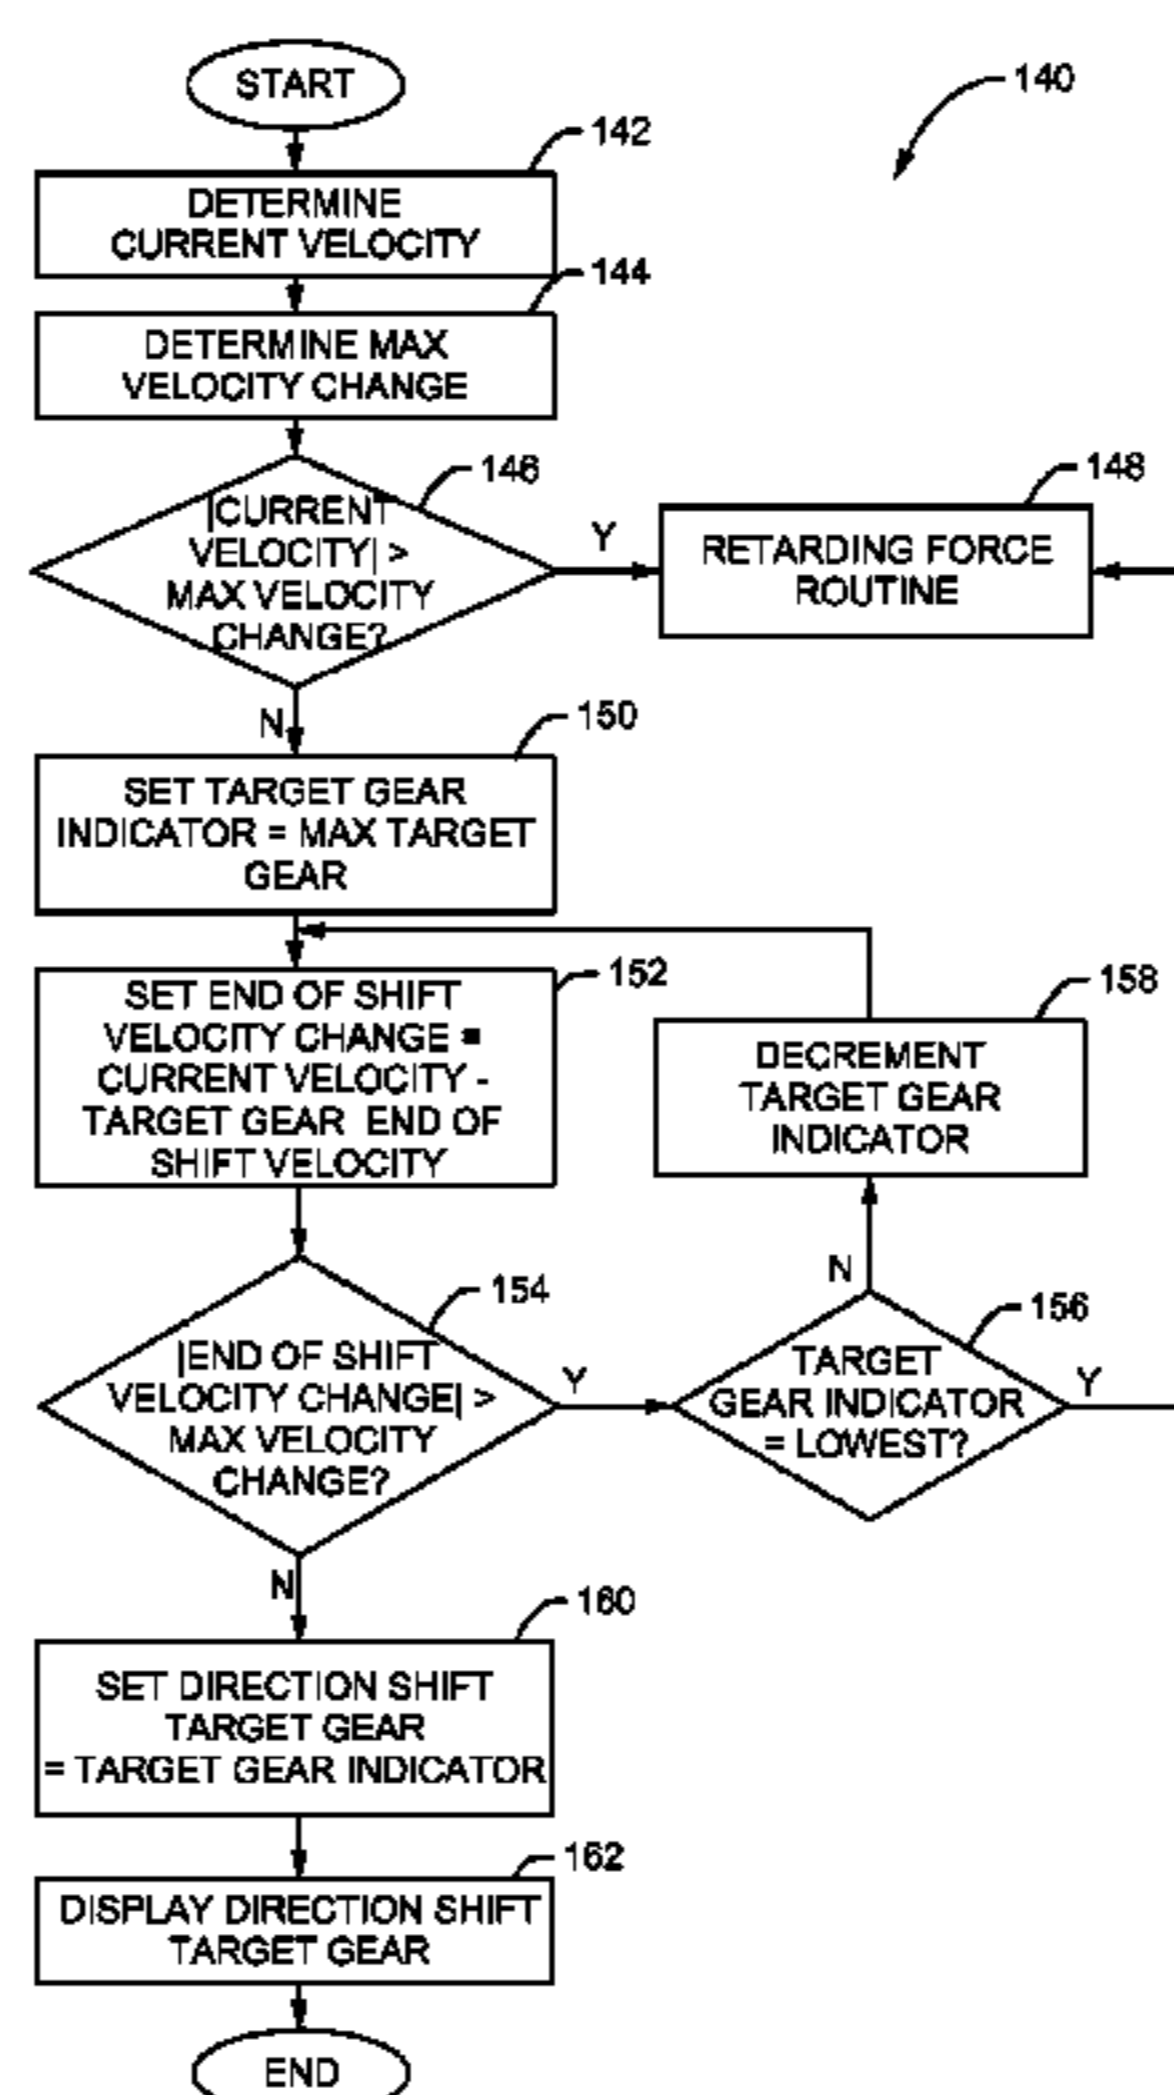 START
140
142
DETERMINE
CURRENT VELOCITY
144
DETERMINE MAX
VELOCITY CHANGE
146
|CURRENT
VELOCITY| >
MAX VELOCITY
CHANGE?
Y
148
RETARDING FORCE
ROUTINE
N
150
SET TARGET GEAR
INDICATOR = MAX TARGET
GEAR
152
SET END OF SHIFT
VELOCITY CHANGE =
CURRENT VELOCITY -
TARGET GEAR END OF
SHIFT VELOCITY
158
DECREMENT
TARGET GEAR
INDICATOR
N
154
|END OF SHIFT
VELOCITY CHANGE| >
MAX VELOCITY
CHANGE?
Y
156
TARGET
GEAR INDICATOR
= LOWEST?
Y
N
160
SET DIRECTION SHIFT
TARGET GEAR
= TARGET GEAR INDICATOR
162
DISPLAY DIRECTION SHIFT
TARGET GEAR
END